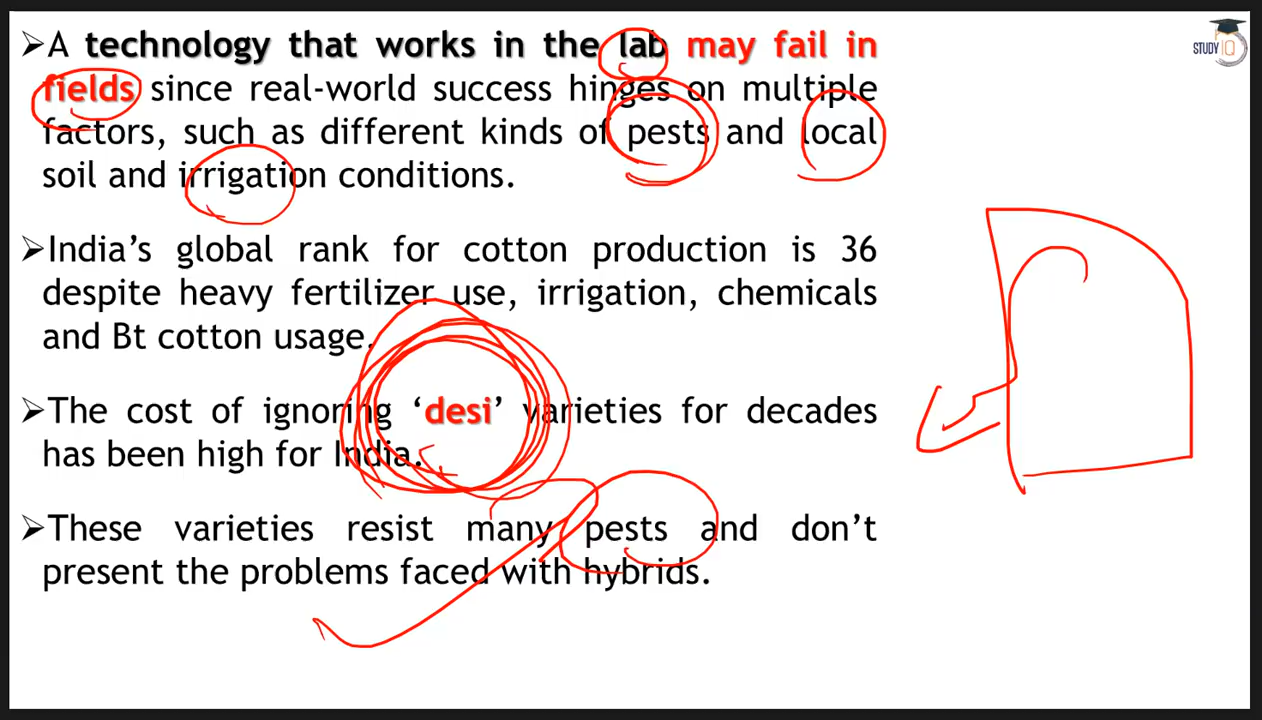 ➢A technology that works in the lab may fail in
fields since real-world success hinges on multiple
factors, such as different kinds of pests and local
soil and irrigation conditions.
➢India’s global rank for cotton production is 36
despite heavy fertilizer use, irrigation, chemicals
and Bt cotton usage.
➢The cost of ignoring ‘desi’ varieties for decades
has been high for India.
➢These varieties resist many pests and don’t
present the problems faced with hybrids.
STUDY IQ